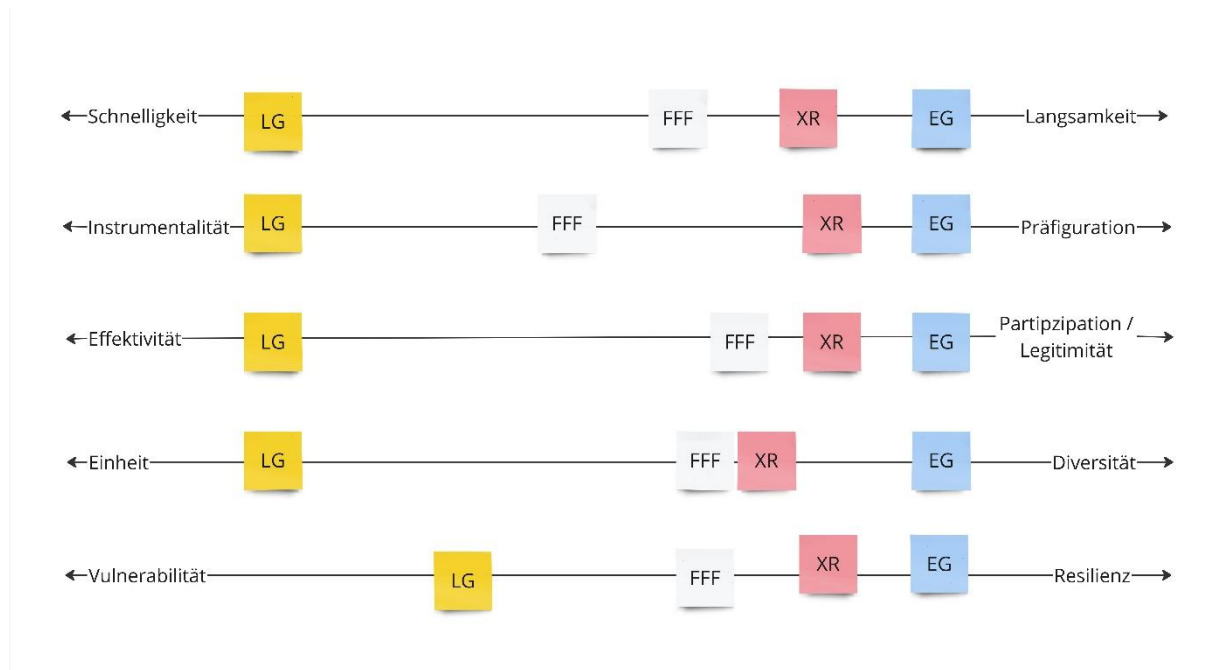 Schnelligkeit LG FFF XR EG Langsamkeit
Instrumentalität LG FFF XR EG Präfiguration
Effektivität LG FFF XR EG Partipzipation /
Legitimität
Einheit LG FFF XR EG Diversität
Vulnerabilität LG FFF XR EG Resilienz